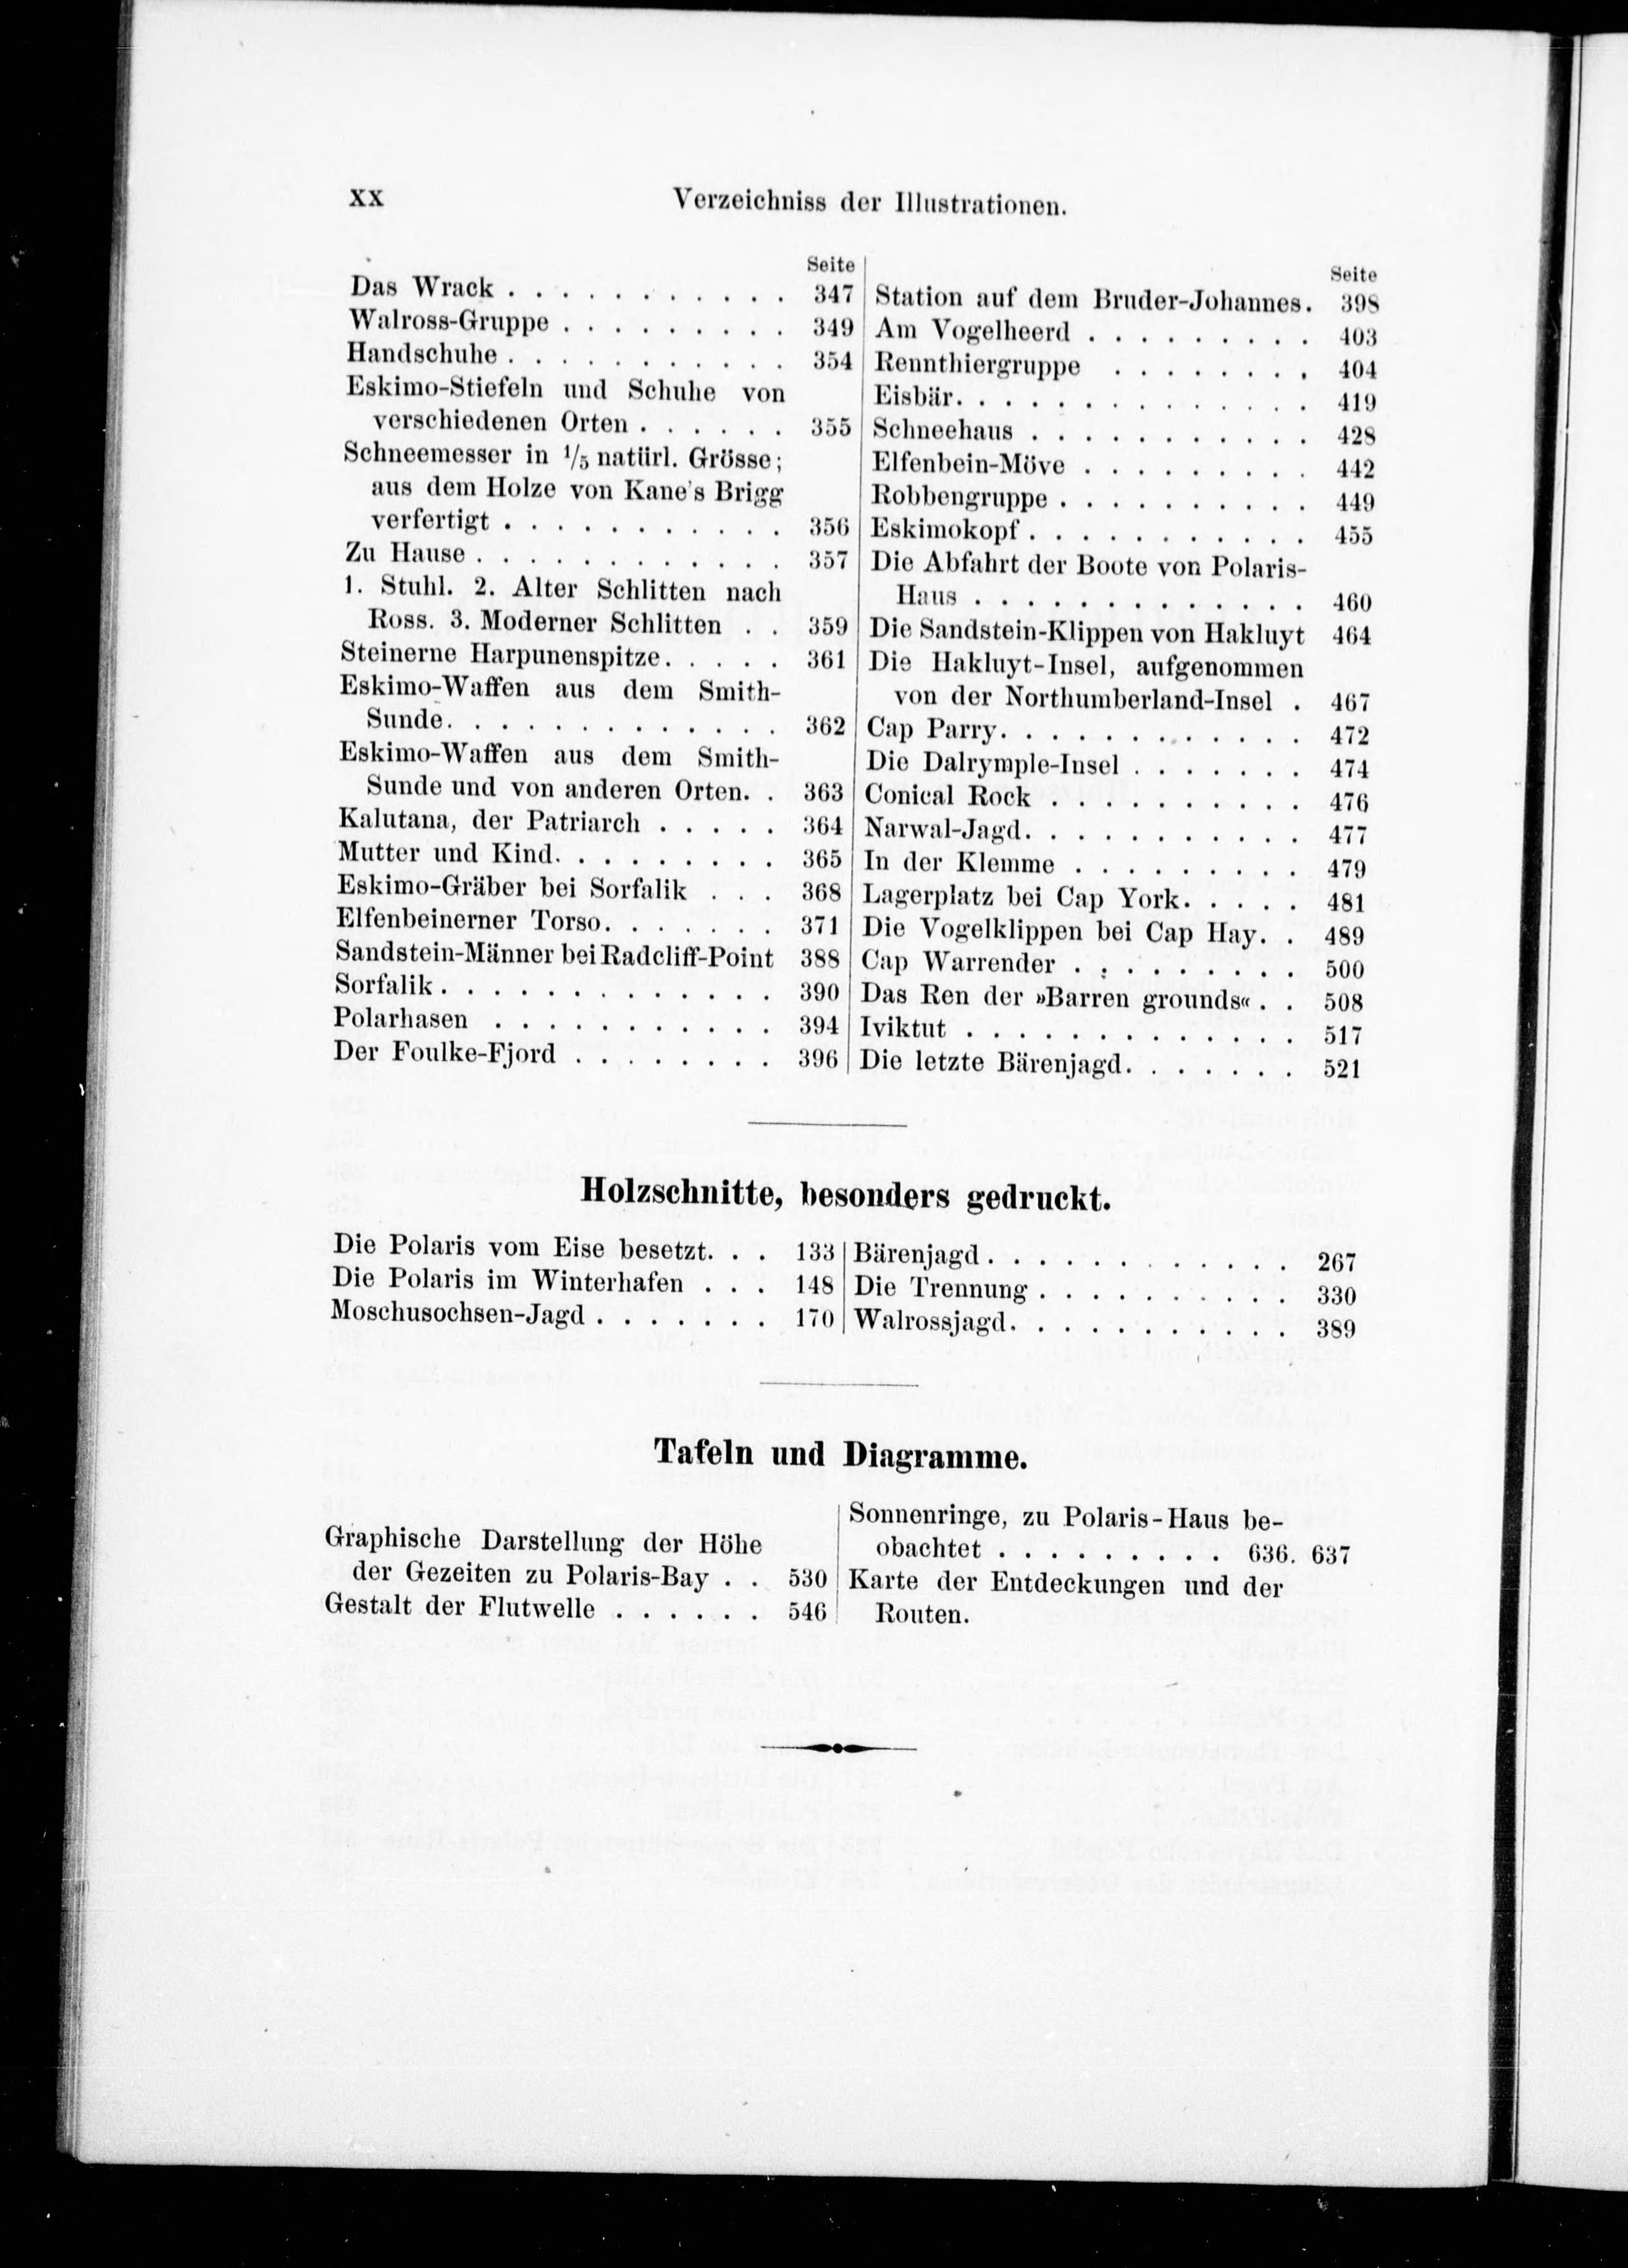 XX Verzeichniss der Illustrationen.
Seite
Das Wrack . . . . . . . . . . . 347
Walross-Gruppe . . . . . . . . . 349
Handschuhe . . . . . . . . . . . 354
Eskimo-Stiefeln und Schuhe von
verschiedenen Orten . . . . . . 355
Schneemesser in 1/5 natürl. Grösse;
aus dem Holze von Kane's Brigg
verfertigt . . . . . . . . . . . 356
Zu Hause . . . . . . . . . . . . 357
1. Stuhl. 2. Alter Schlitten nach
Ross. 3. Moderner Schlitten . . 359
Steinerne Harpunenspitze. . . . . 361
Eskimo-Waffen aus dem Smith-
Sunde. . . . . . . . . . . . . 362
Eskimo-Waffen aus dem Smith-
Sunde und von anderen Orten. . 363
Kalutana, der Patriarch . . . . . 364
Mutter und Kind. . . . . . . . . 365
Eskimo-Gräber bei Sorfalik . . . 368
Elfenbeinerner Torso. . . . . . . 371
Sandstein-Männer bei Radcliff-Point 388
Sorfalik . . . . . . . . . . . . . 390
Polarhasen . . . . . . . . . . . 394
Der Foulke-Fjord . . . . . . . . 396
Seite
Station auf dem Bruder-Johannes. 398
Am Vogelheerd . . . . . . . . . 403
Rennthiergruppe . . . . . . . . 404
Eisbär. . . . . . . . . . . . . . 419
Schneehaus . . . . . . . . . . . 428
Elfenbein-Möve . . . . . . . . . 442
Robbengruppe . . . . . . . . . . 449
Eskimokopf . . . . . . . . . . . 455
Die Abfahrt der Boote von Polaris-
Haus . . . . . . . . . . . . . 460
Die Sandstein-Klippen von Hakluyt 464
Die Hakluyt-Insel, aufgenommen
von der Northumberland-Insel . 467
Cap Parry. . . . . . . . . . . . 472
Die Dalrymple-Insel . . . . . . . 474
Conical Rock . . . . . . . . . . 476
Narwal-Jagd. . . . . . . . . . . 477
In der Klemme . . . . . . . . . 479
Lagerplatz bei Cap York. . . . . 481
Die Vogelklippen bei Cap Hay. . 489
Cap Warrender . . . . . . . . . 500
Das Ren der »Barren grounds« . . 508
Iviktut . . . . . . . . . . . . . 517
Die letzte Bärenjagd. . . . . . . 521
Holzschnitte, besonders gedruckt.
Die Polaris vom Eise besetzt. . . 133
Die Polaris im Winterhafen . . . 148
Moschusochsen-Jagd . . . . . . . 170
Bärenjagd . . . . . . . . . . . . 267
Die Trennung . . . . . . . . . . 330
Walrossjagd. . . . . . . . . . . 389
Tafeln und Diagramme.
Graphische Darstellung der Höhe
der Gezeiten zu Polaris-Bay . . 530
Gestalt der Flutwelle . . . . . . 546
Sonnenringe, zu Polaris-Haus be-
obachtet . . . . . . . . . 636. 637
Karte der Entdeckungen und der
Routen.